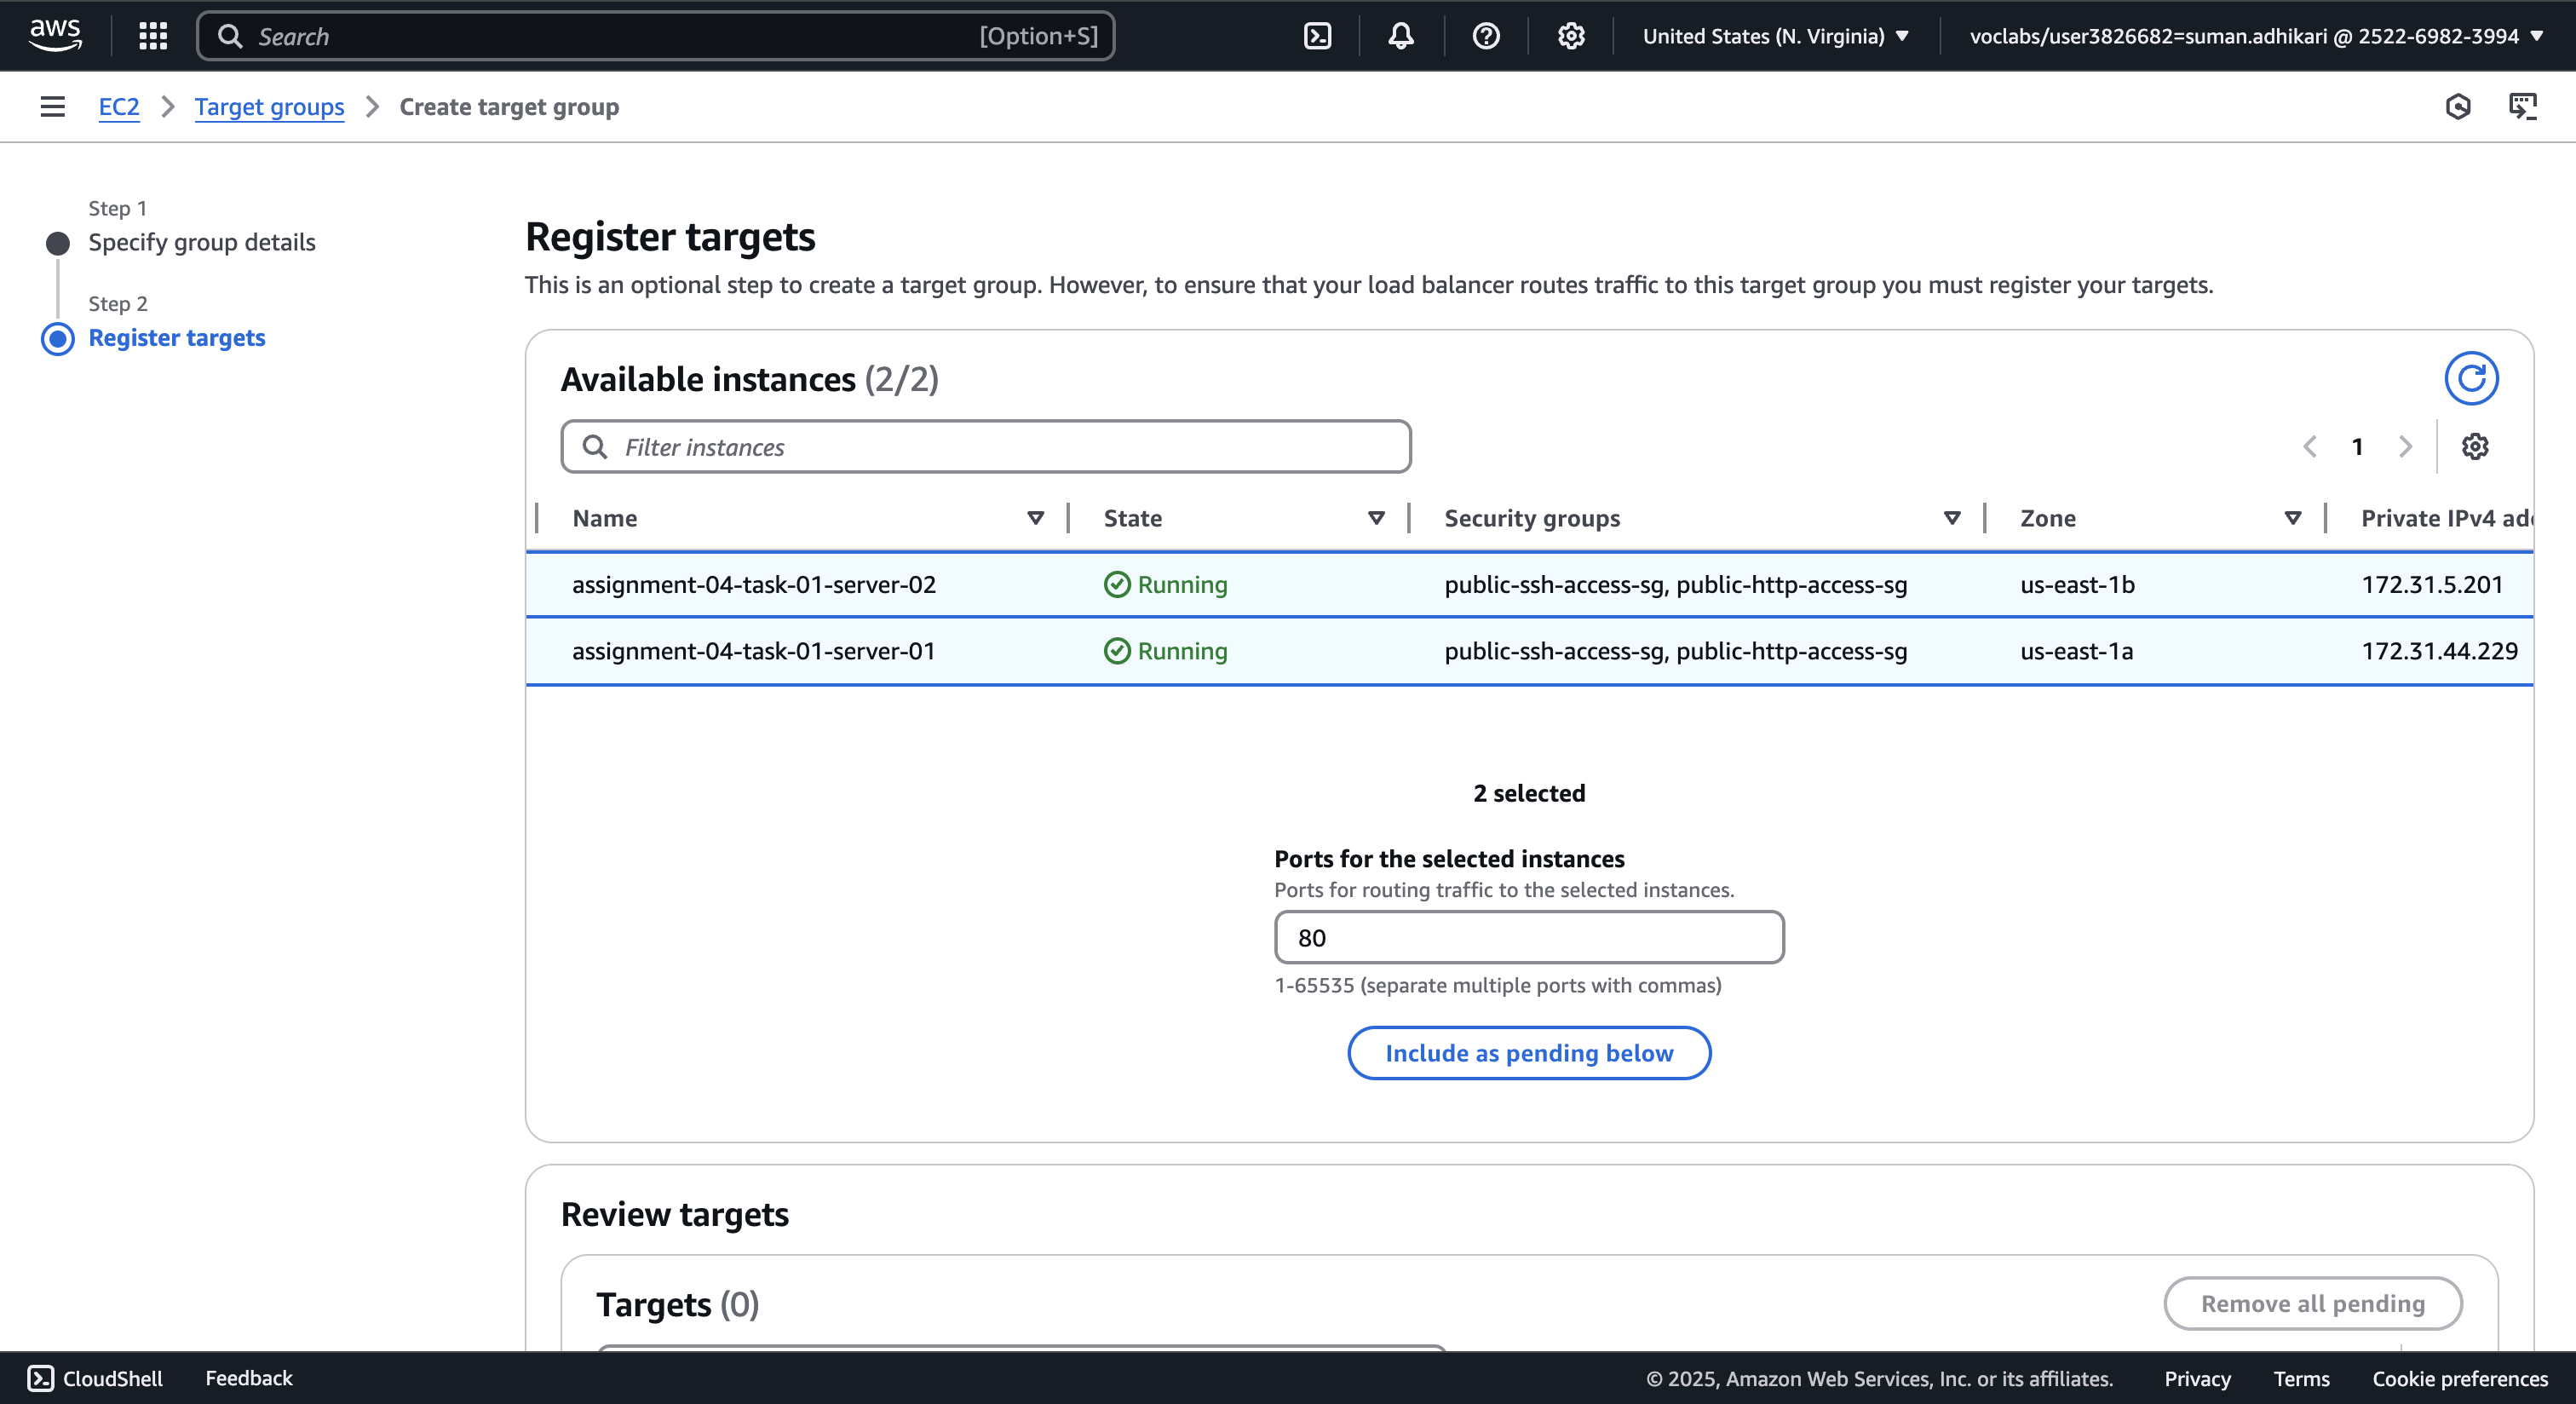 aws
Search [Option+S] United States (N. Virginia) voclabs/user3826682=suman.adhikari @ 2522-6982-3994
EC2 Target groups Create target group
Step 1
Specify group details
Step 2
Register targets
Register targets
This is an optional step to create a target group. However, to ensure that your load balancer routes traffic to this target group you must register your targets.
Available instances (2/2)
Filter instances
1
Name State Security groups Zone Private IPv4 add
assignment-04-task-01-server-02 Running public-ssh-access-sg, public-http-access-sg us-east-1b 172.31.5.201
assignment-04-task-01-server-01 Running public-ssh-access-sg, public-http-access-sg us-east-1a 172.31.44.229
2 selected
Ports for the selected instances
Ports for routing traffic to the selected instances.
80
1-65535 (separate multiple ports with commas)
Include as pending below
Review targets
Targets (0)
Remove all pending
CloudShell Feedback © 2025, Amazon Web Services, Inc. or its affiliates. Privacy Terms Cookie preferences